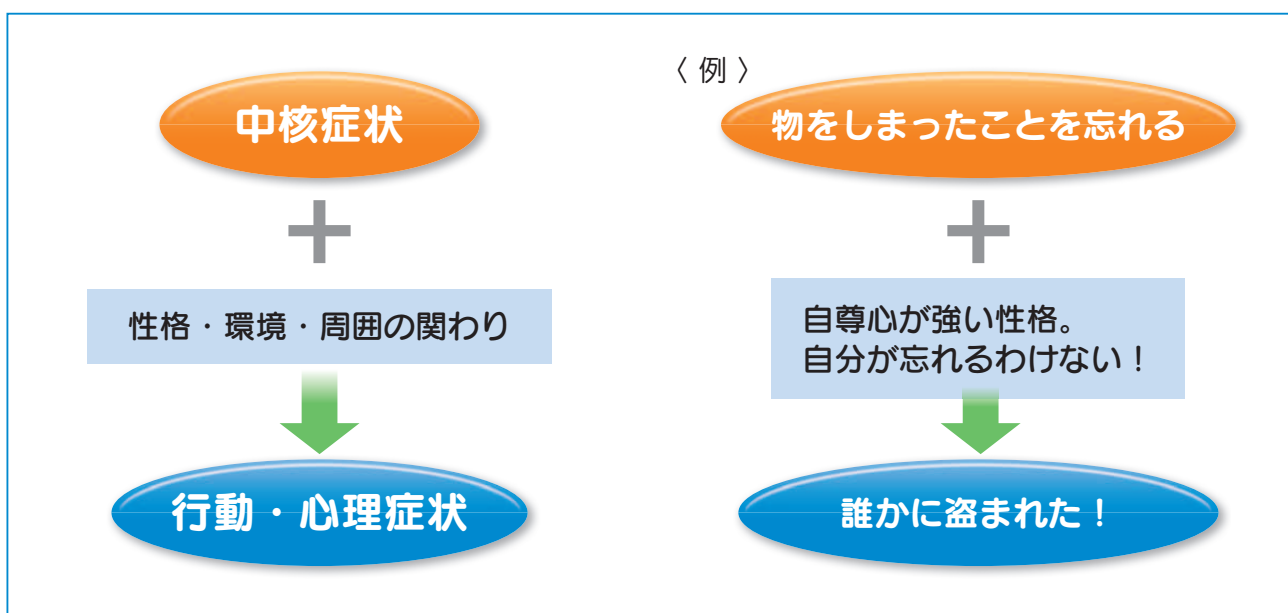 中核症状
＋
性格・環境・周囲の関わり
行動・心理症状
〈 例 〉
物をしまったことを忘れる
＋
自尊心が強い性格。
自分が忘れるわけない！
誰かに盗まれた！